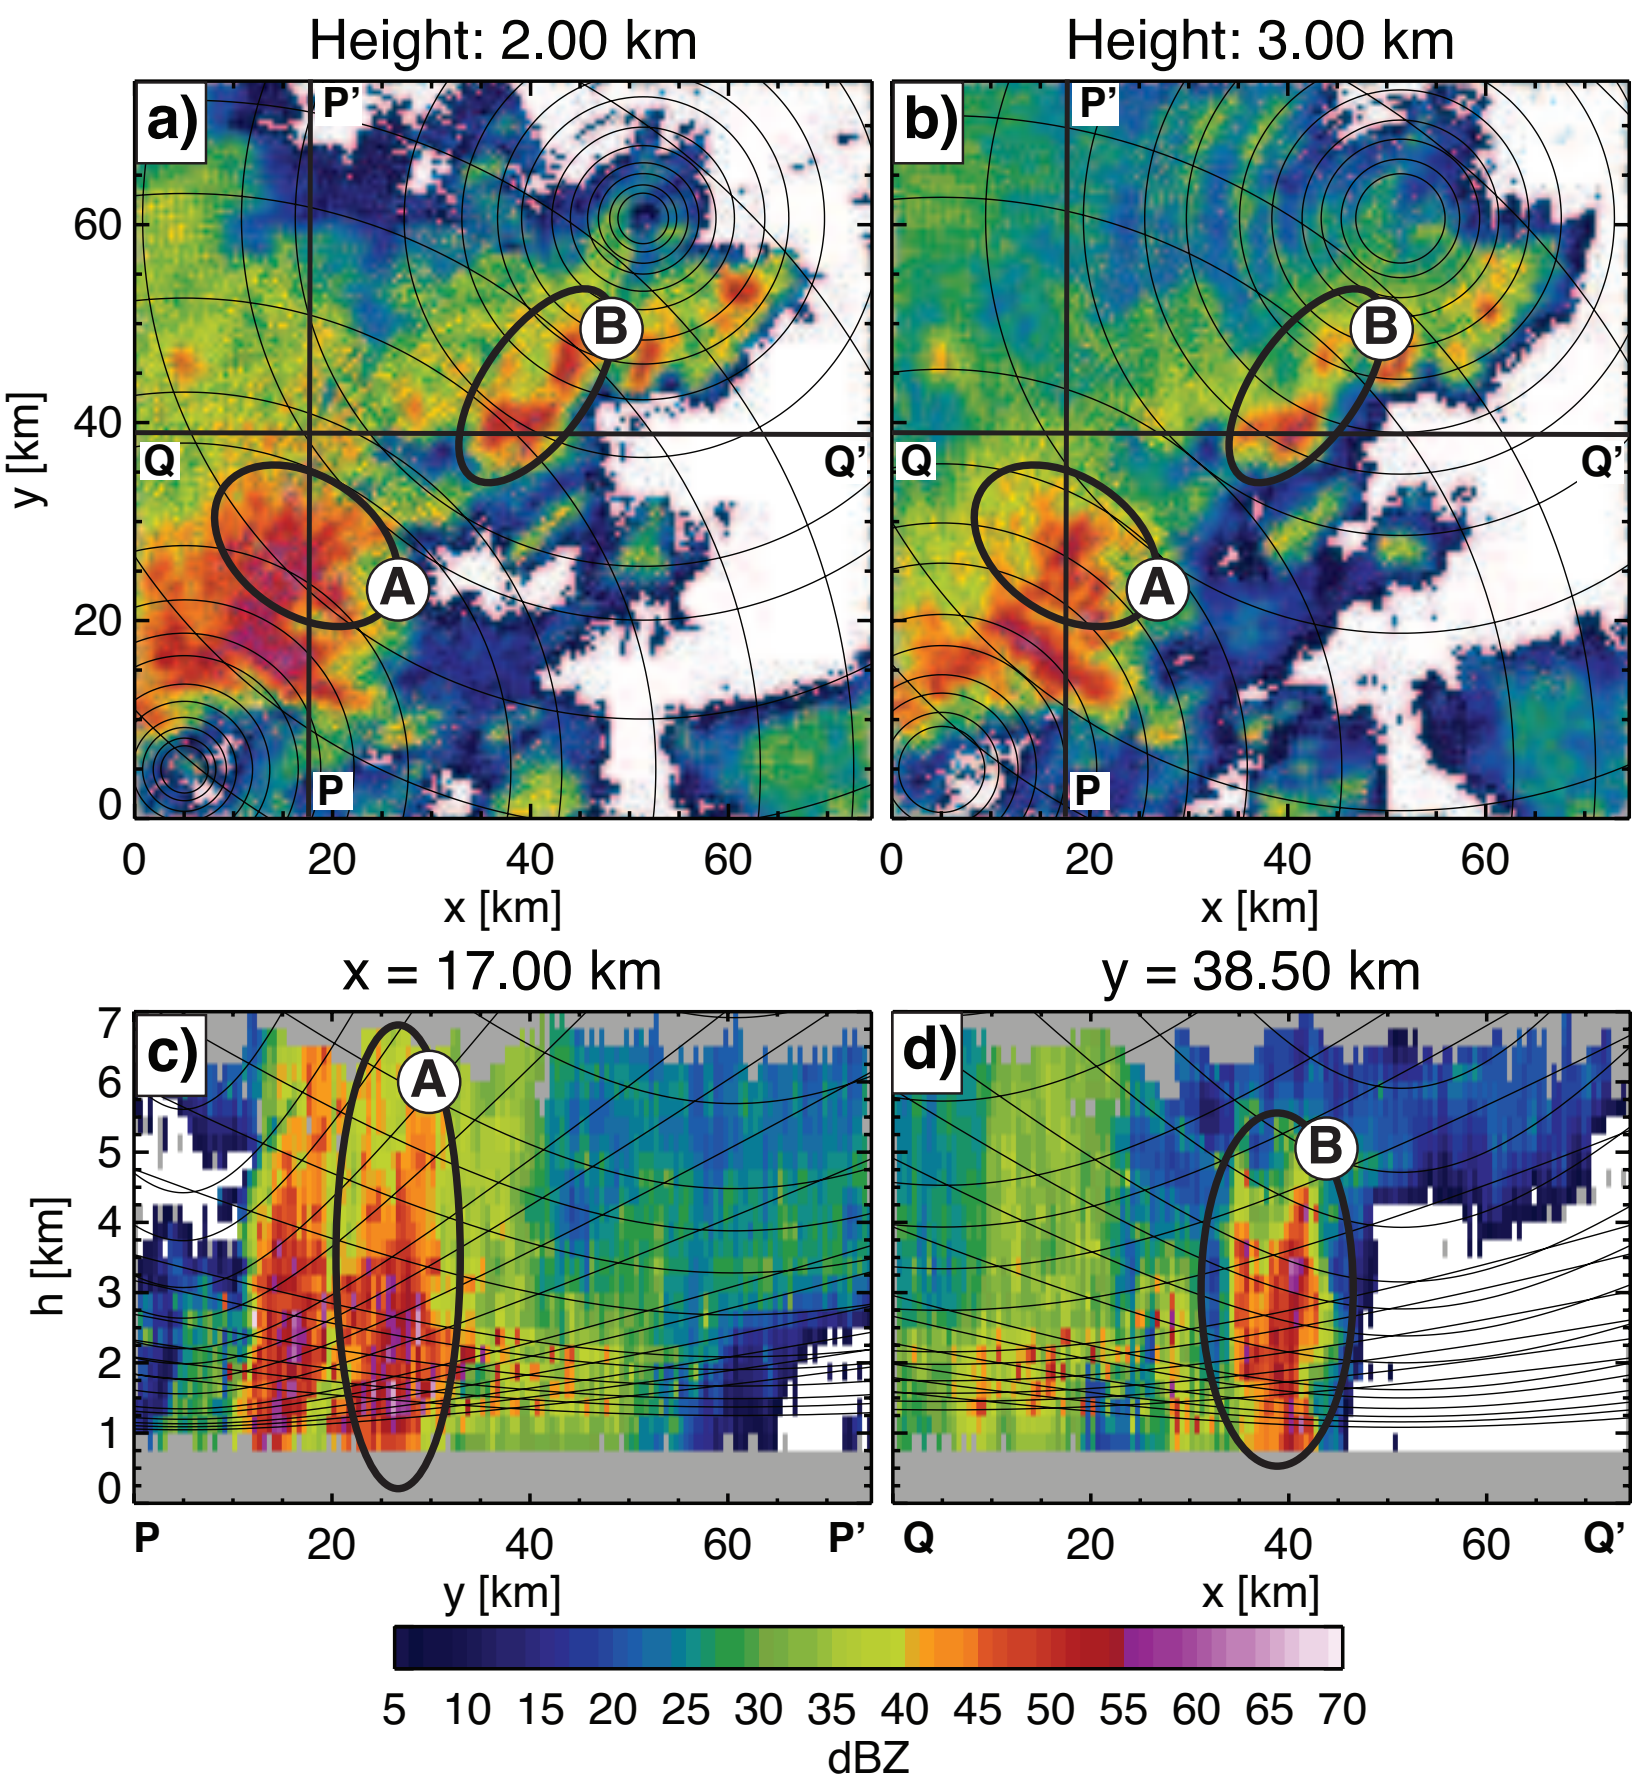 Height: 2.00 km
Height: 3.00 km
a)
P’
b)
P’
60
B
B
40
Q
Q’
Q
Q’
y [km]
A
A
20
P
P
0
0
20
40
60
0
20
40
60
x [km]
x [km]
x = 17.00 km
y = 38.50 km
7
c)
d)
A
6
5
B
4
h [km]
3
2
1
0
P
20
40
60
P’
Q
20
40
60
Q’
y [km]
x [km]
5 10 15 20 25 30 35 40 45 50 55 60 65 70
dBZ